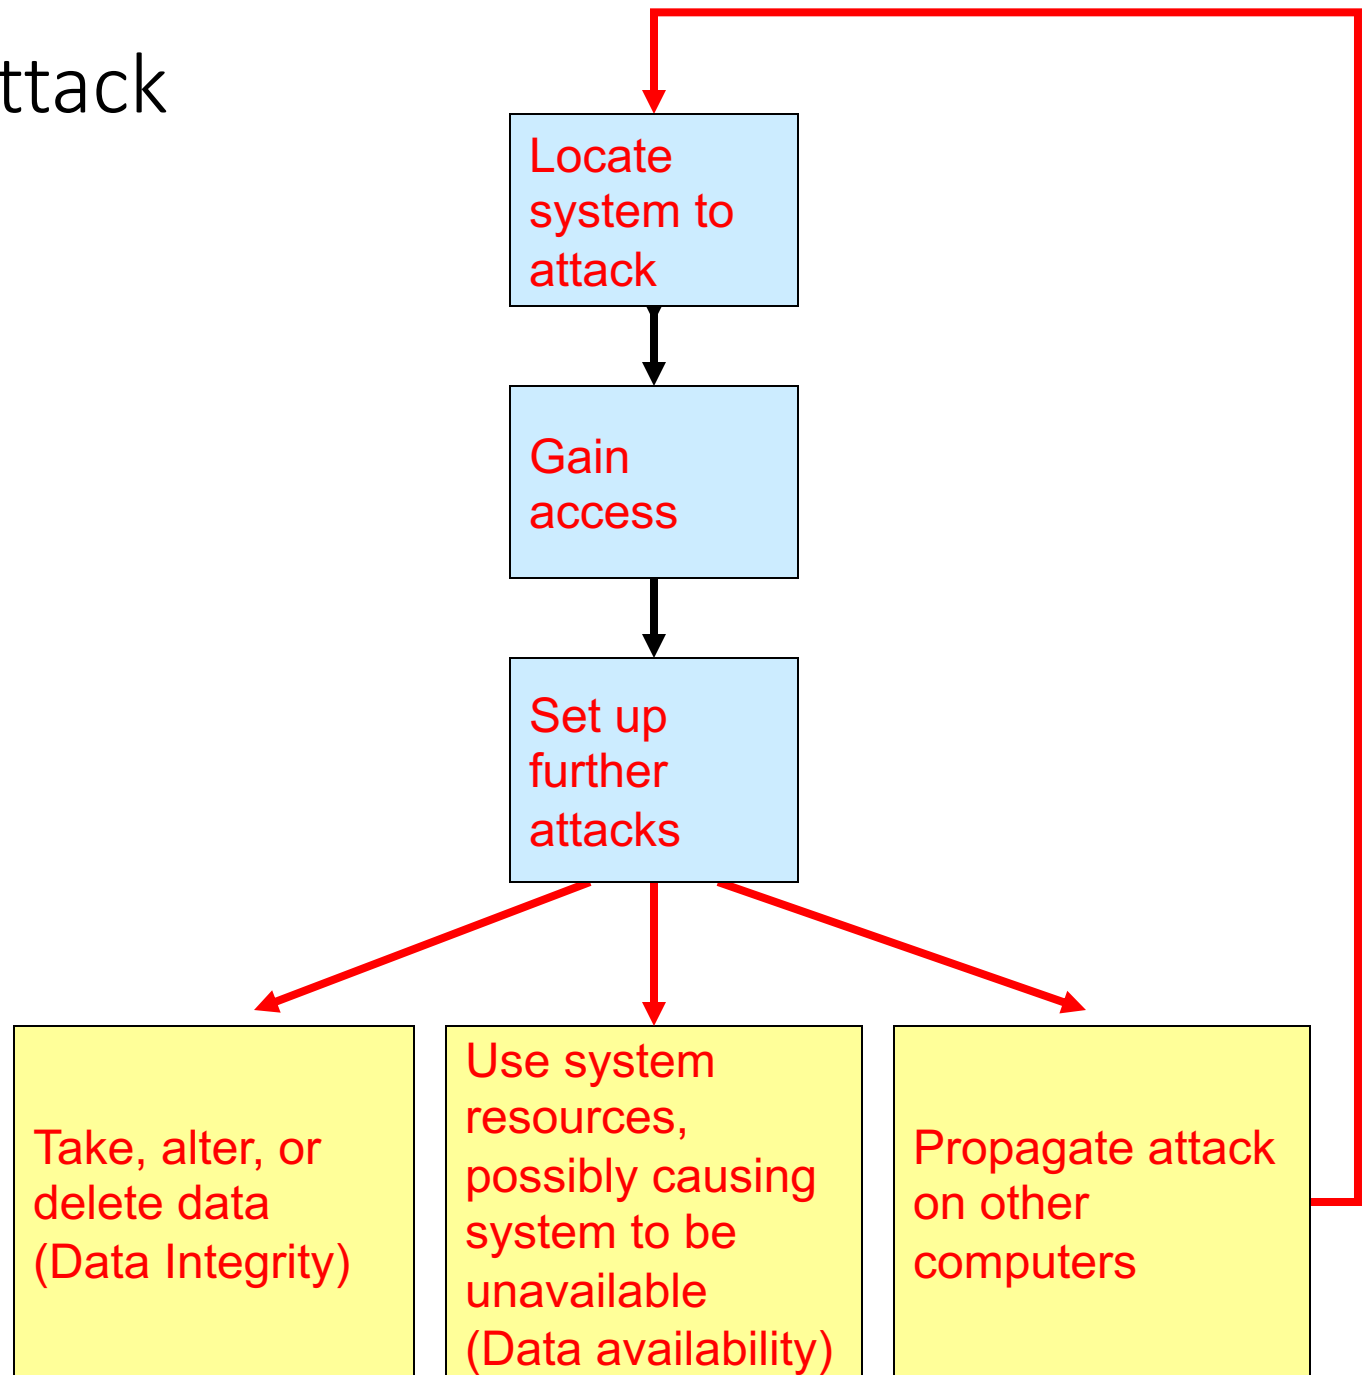 ttack
Locate
system to
attack
Gain
access
Set up
further
attacks
Take, alter, or
delete data
(Data Integrity)
Use system
resources,
possibly causing
system to be
unavailable
(Data availability)
Propagate attack
on other
computers